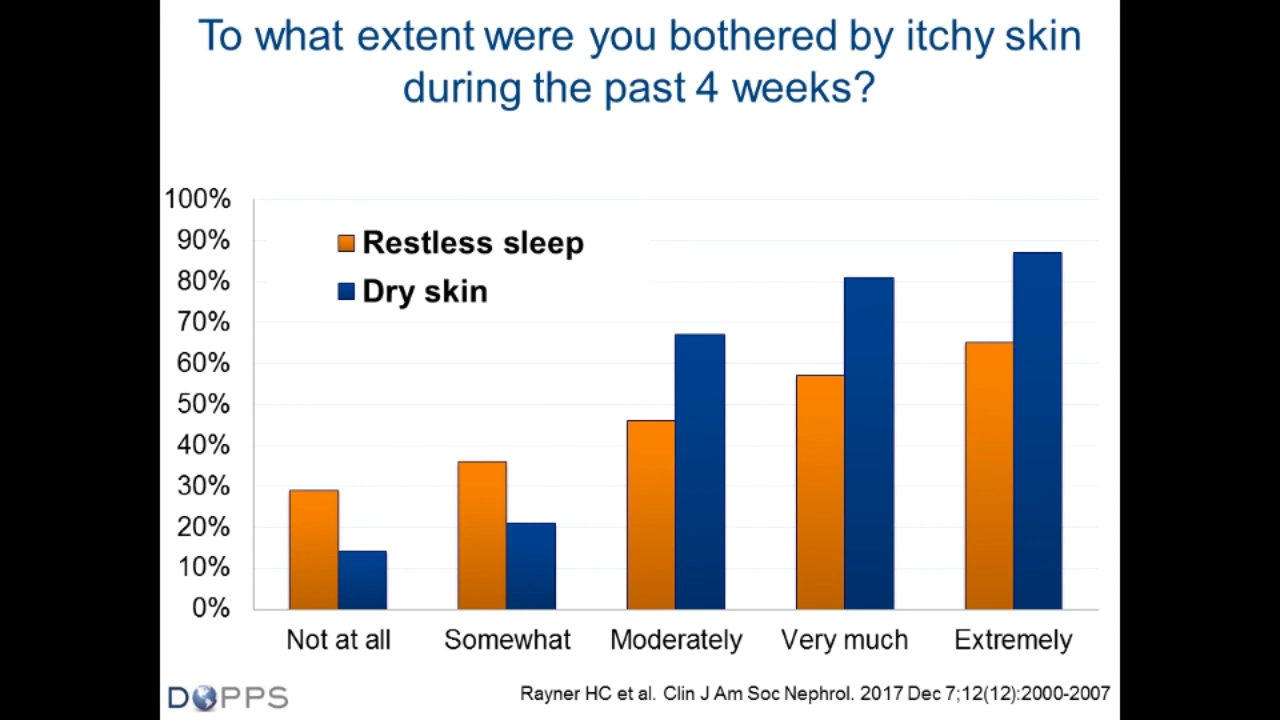 To what extent were you bothered by itchy skin
during the past 4 weeks?
100%
90%
80%
70%
60%
50%
40%
30%
20%
10%
0%
Restless sleep
Dry skin
Not at all
Somewhat
Moderately
Very much
Extremely
DOPPS
Rayner HC et al. Clin J Am Soc Nephrol. 2017 Dec 7;12(12):2000-2007